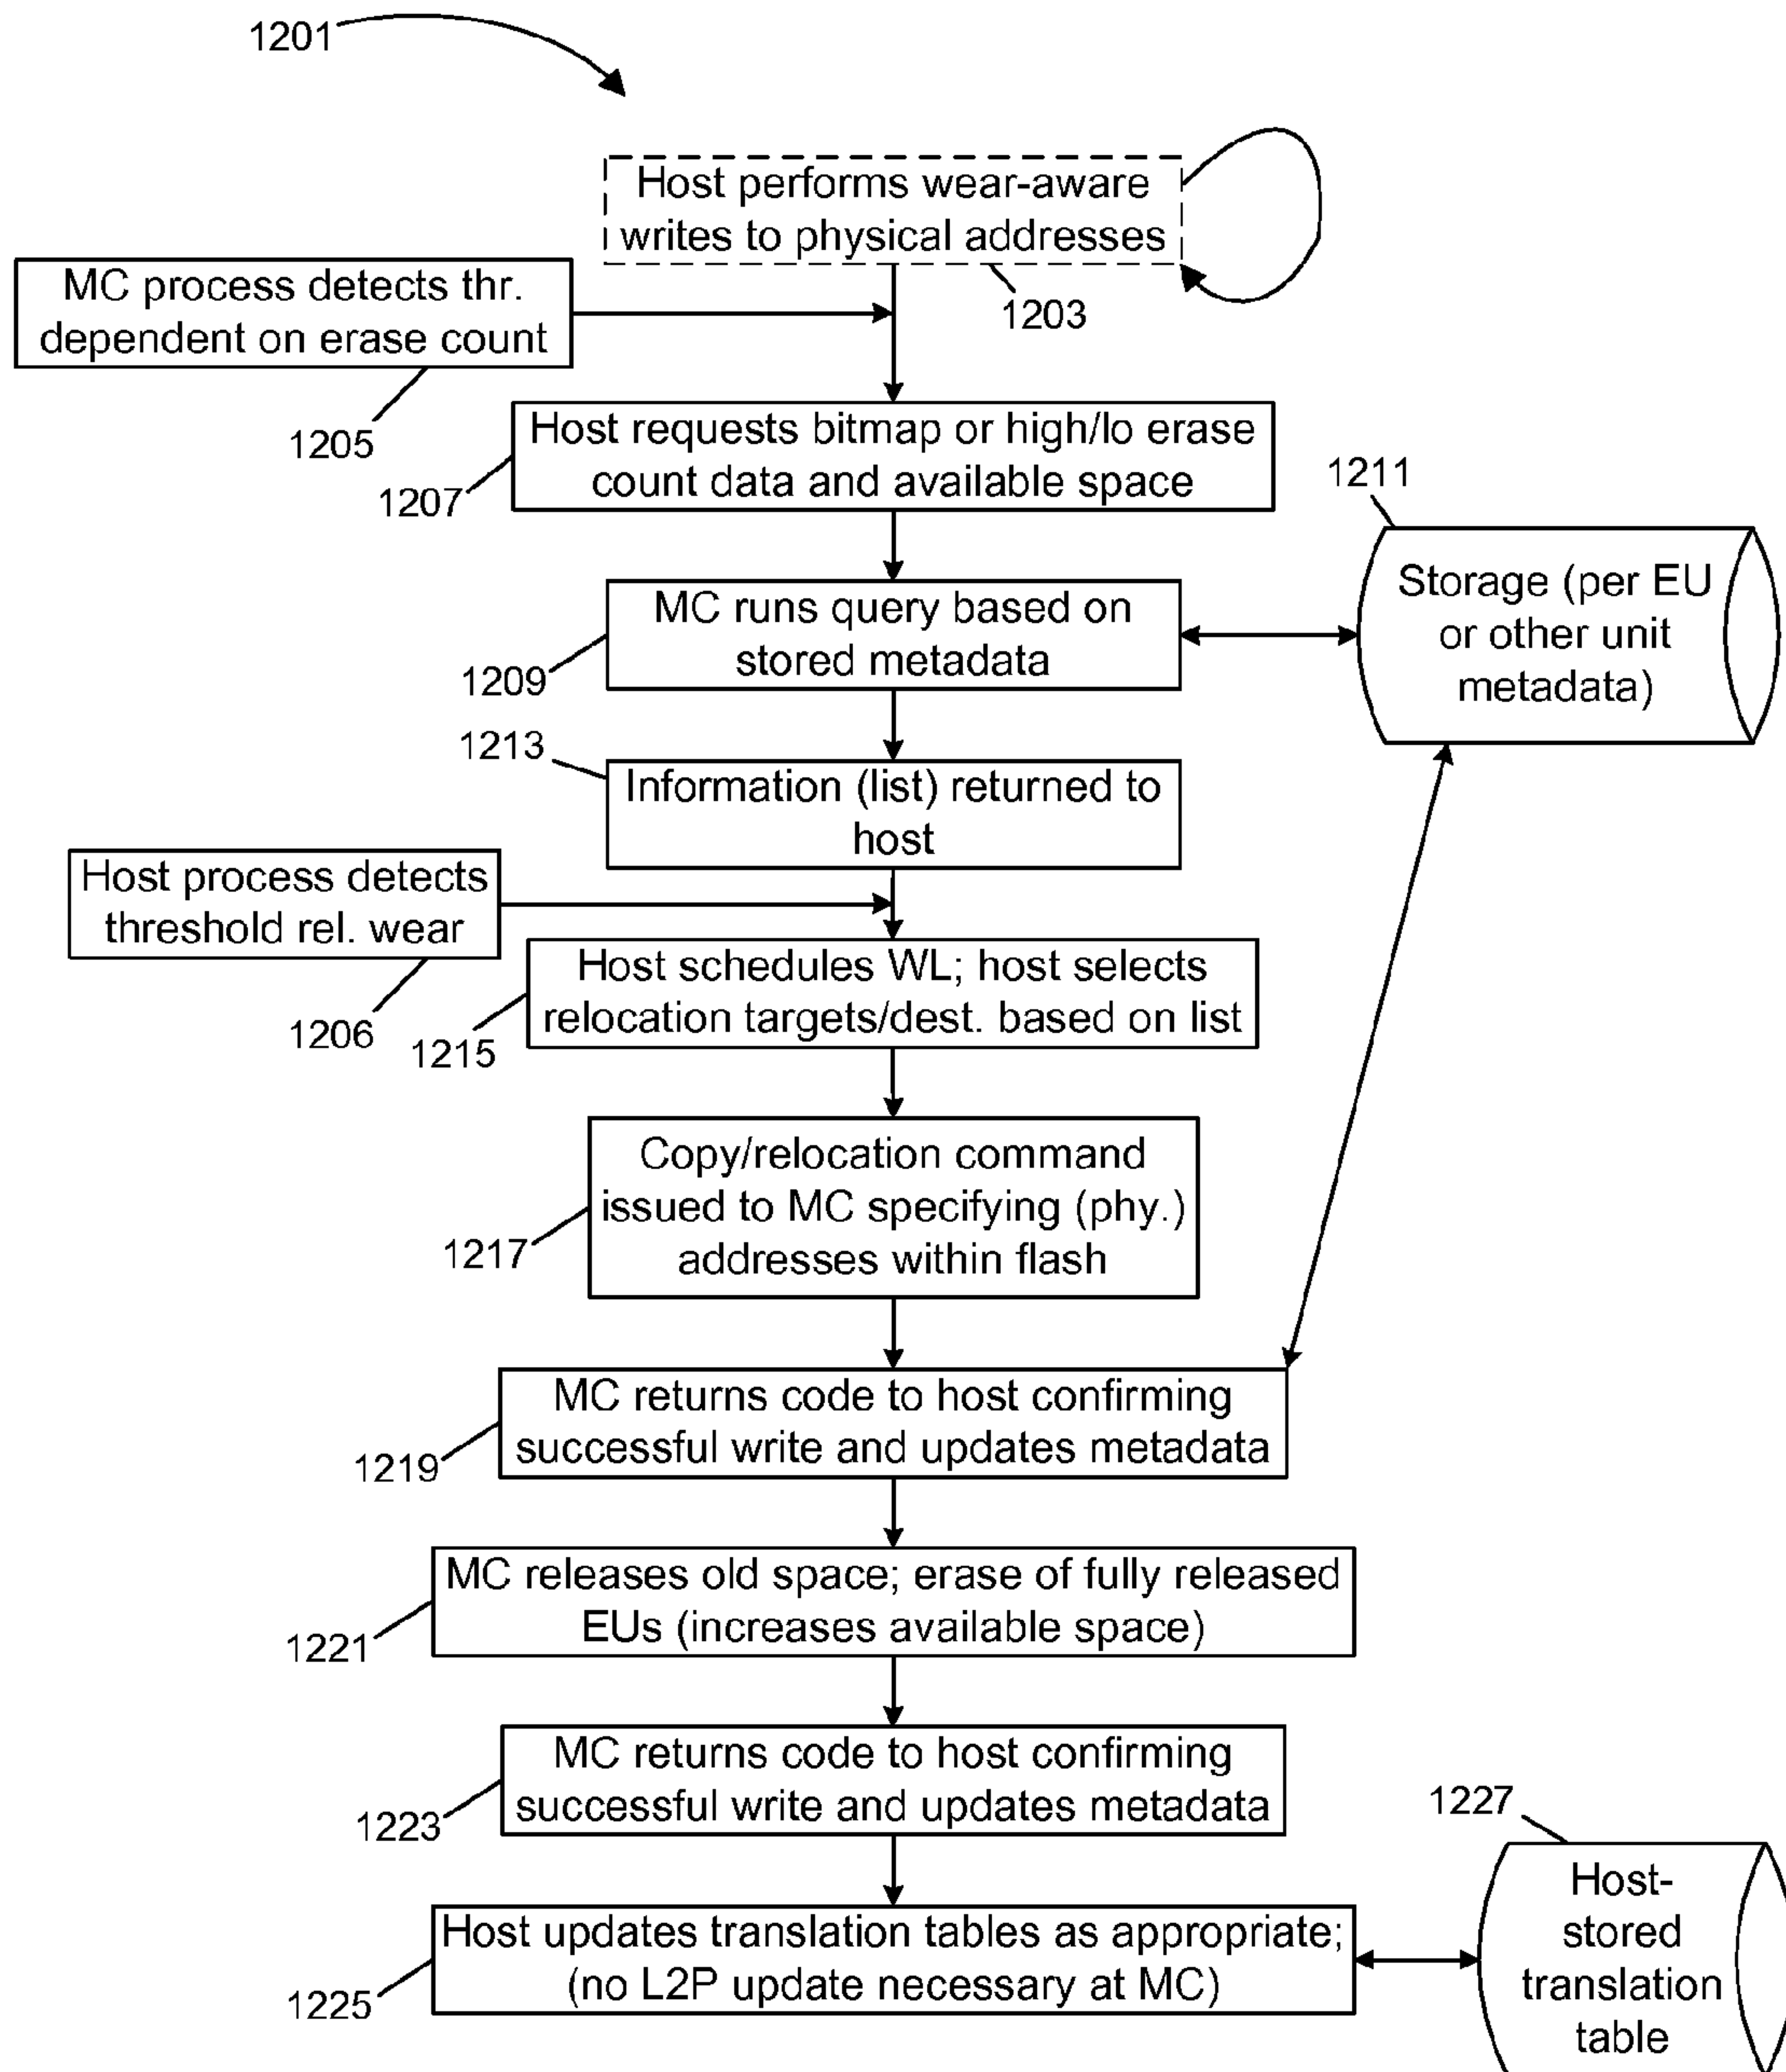 1201
Host performs wear-aware
writes to physical addresses
1203
MC process detects thr.
dependent on erase count
1205
Host requests bitmap or high/lo erase
count data and available space
1207
MC runs query based on
stored metadata
1209
1211
Storage (per EU
or other unit
metadata)
1213
Information (list) returned to
host
Host process detects
threshold rel. wear
1206
Host schedules WL; host selects
relocation targets/dest. based on list
1215
Copy/relocation command
issued to MC specifying (phy.)
addresses within flash
1217
MC returns code to host confirming
successful write and updates metadata
1219
MC releases old space; erase of fully released
EUs (increases available space)
1221
MC returns code to host confirming
successful write and updates metadata
1223
1227
Host-
stored
translation
table
Host updates translation tables as appropriate;
(no L2P update necessary at MC)
1225